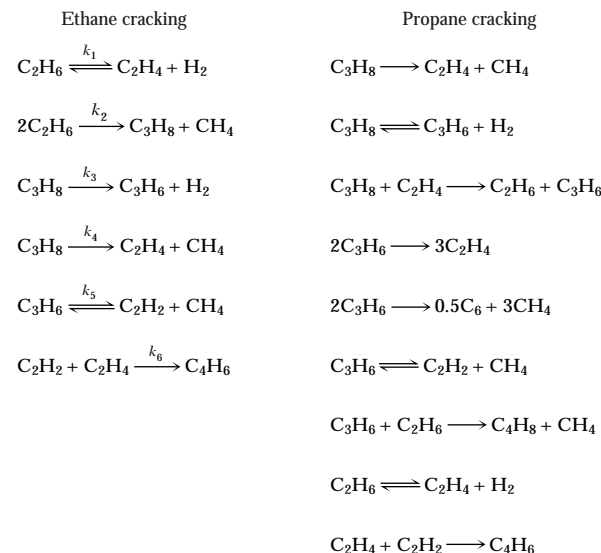 Ethane cracking
C₂H₆ ⇌ C₂H₄ + H₂ k₁
2C₂H₆ ⟶ C₃H₈ + CH₄ k₂
C₃H₈ ⟶ C₃H₆ + H₂ k₃
C₃H₈ ⟶ C₂H₄ + CH₄ k₄
C₃H₆ ⇌ C₂H₂ + CH₄ k₅
C₂H₂ + C₂H₄ ⟶ C₄H₆ k₆
Propane cracking
C₃H₈ ⟶ C₂H₄ + CH₄
C₃H₈ ⇌ C₃H₆ + H₂
C₃H₈ + C₂H₄ ⟶ C₂H₆ + C₃H₆
2C₃H₆ ⟶ 3C₂H₄
2C₃H₆ ⟶ 0.5C₆ + 3CH₄
C₃H₆ ⇌ C₂H₂ + CH₄
C₃H₆ + C₂H₆ ⟶ C₄H₈ + CH₄
C₂H₆ ⇌ C₂H₄ + H₂
C₂H₄ + C₂H₂ ⟶ C₄H₆